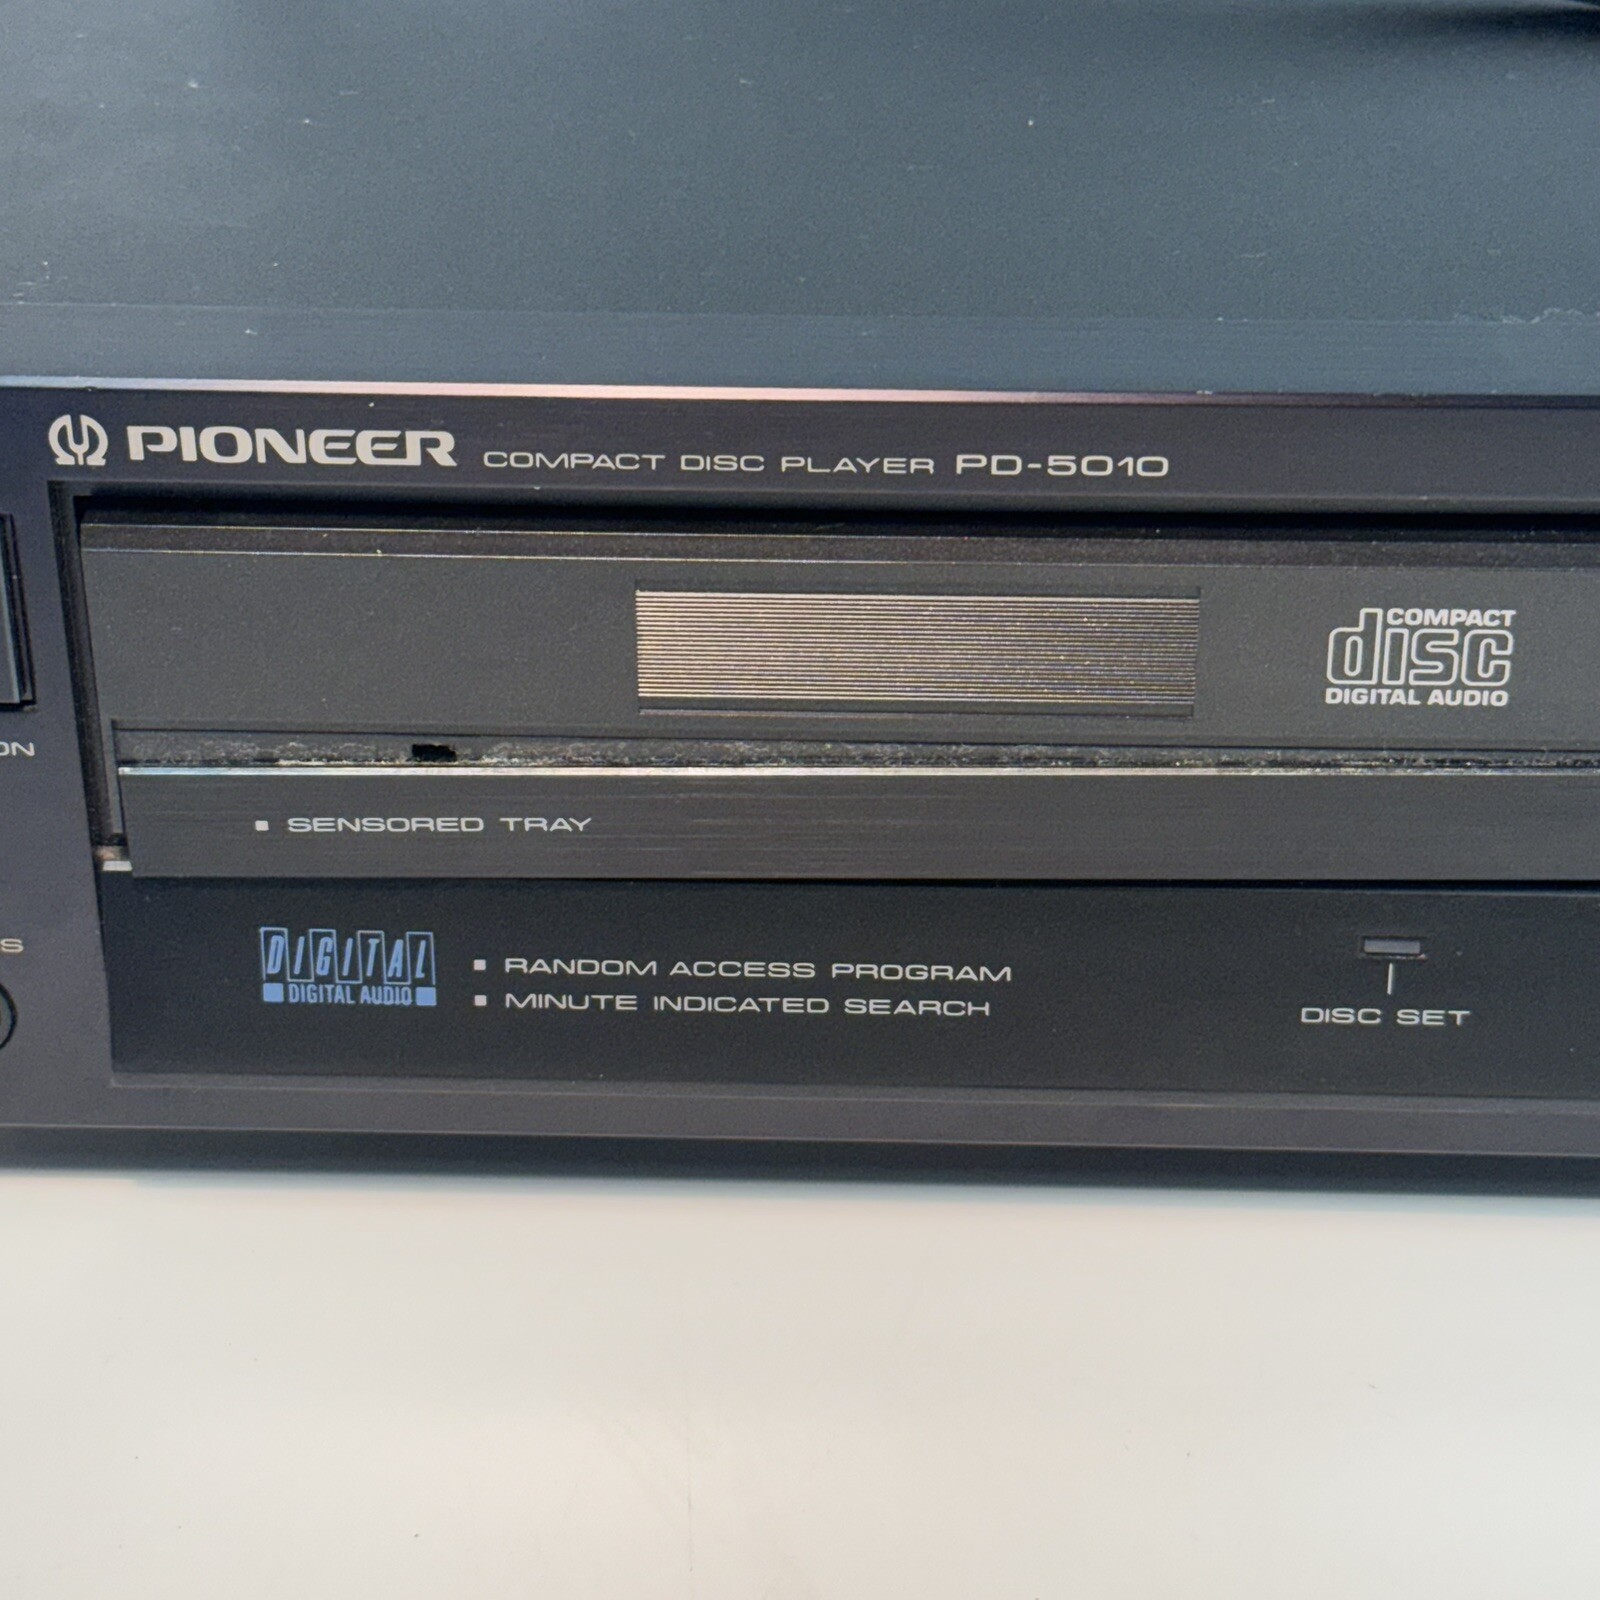 PIONEER COMPACT DISC PLAYER PD-5010
COMPACT
disc
DIGITAL AUDIO
ON
▪ SENSORED TRAY
S
DIGITAL
DIGITAL AUDIO
▪ RANDOM ACCESS PROGRAM
▪ MINUTE INDICATED SEARCH
DISC SET